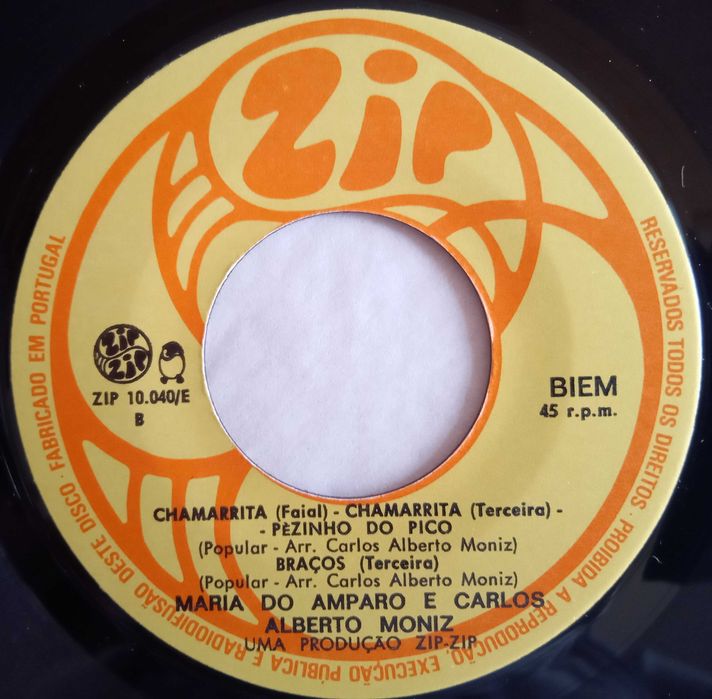 ZIP
RESERVADOS TODOS OS DIREITOS · PROIBIDA A REPRODUÇÃO, EXECUÇÃO PÚBLICA E RADIODIFUSÃO DESTE DISCO · FABRICADO EM PORTUGAL
ZIP
ZIP
ZIP 10.040/E
B
BIEM
45 r.p.m.
CHAMARRITA (Faial) - CHAMARRITA (Terceira) -
- PÈZINHO DO PICO
(Popular - Arr. Carlos Alberto Moniz)
BRAÇOS (Terceira)
(Popular - Arr. Carlos Alberto Moniz)
MARIA DO AMPARO E CARLOS
ALBERTO MONIZ
UMA PRODUÇÃO ZIP-ZIP